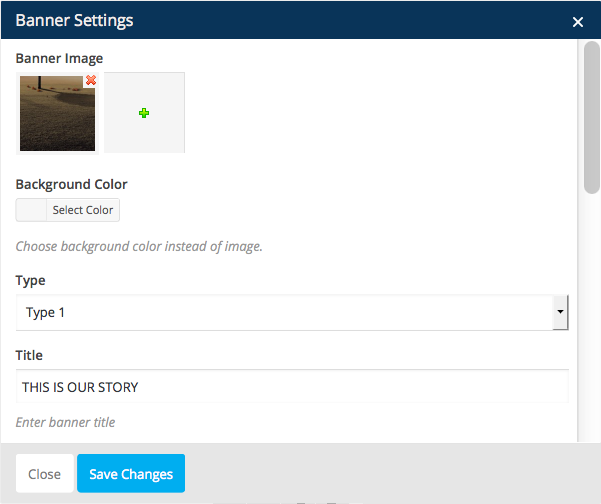 Banner Settings
Banner Image
Background Color
Select Color
Choose background color instead of image.
Type
Type 1
Title
THIS IS OUR STORY
Enter banner title
Close
Save Changes